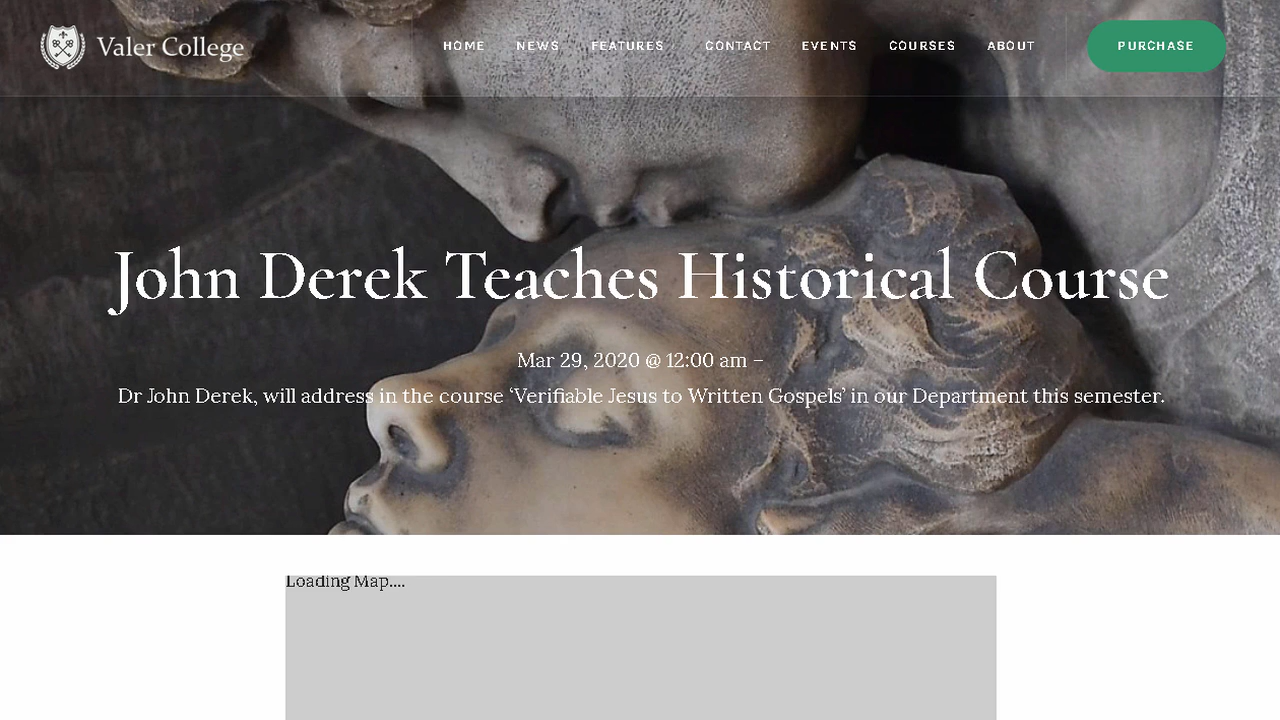 Valer College
HOME NEWS FEATURES CONTACT EVENTS COURSES ABOUT PURCHASE
John Derek Teaches Historical Course
Mar 29, 2020 @ 12:00 am –
Dr John Derek, will address in the course ‘Verifiable Jesus to Written Gospels’ in our Department this semester.
Loading Map....